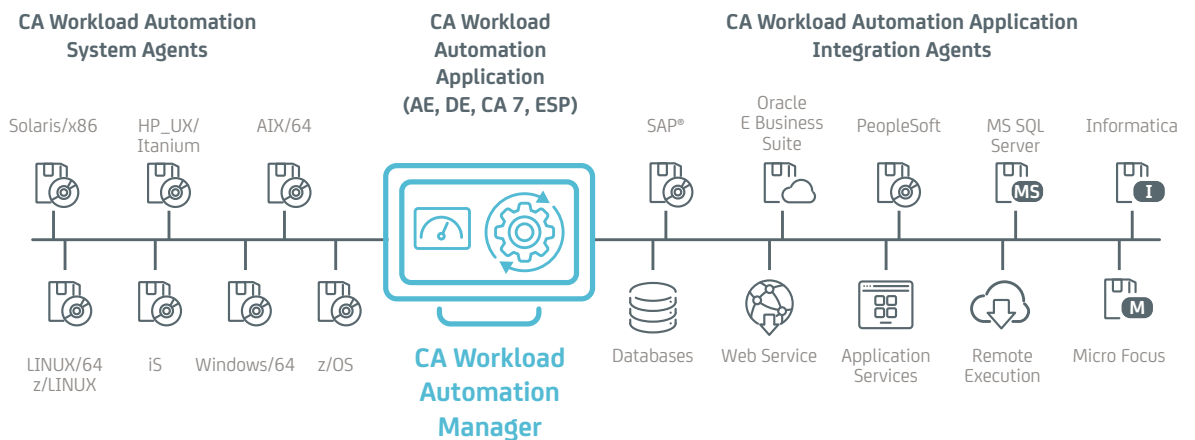 CA Workload Automation
System Agents
CA Workload
Automation
Application
(AE, DE, CA 7, ESP)
CA Workload Automation Application
Integration Agents
Solaris/x86
HP_UX/
Itanium
AIX/64
SAP®
Oracle
E Business
Suite
PeopleSoft
MS SQL
Server
Informatica
MS
I
M
LINUX/64
z/LINUX
iS
Windows/64
z/OS
CA Workload
Automation
Manager
Databases
Web Service
Application
Services
Remote
Execution
Micro Focus